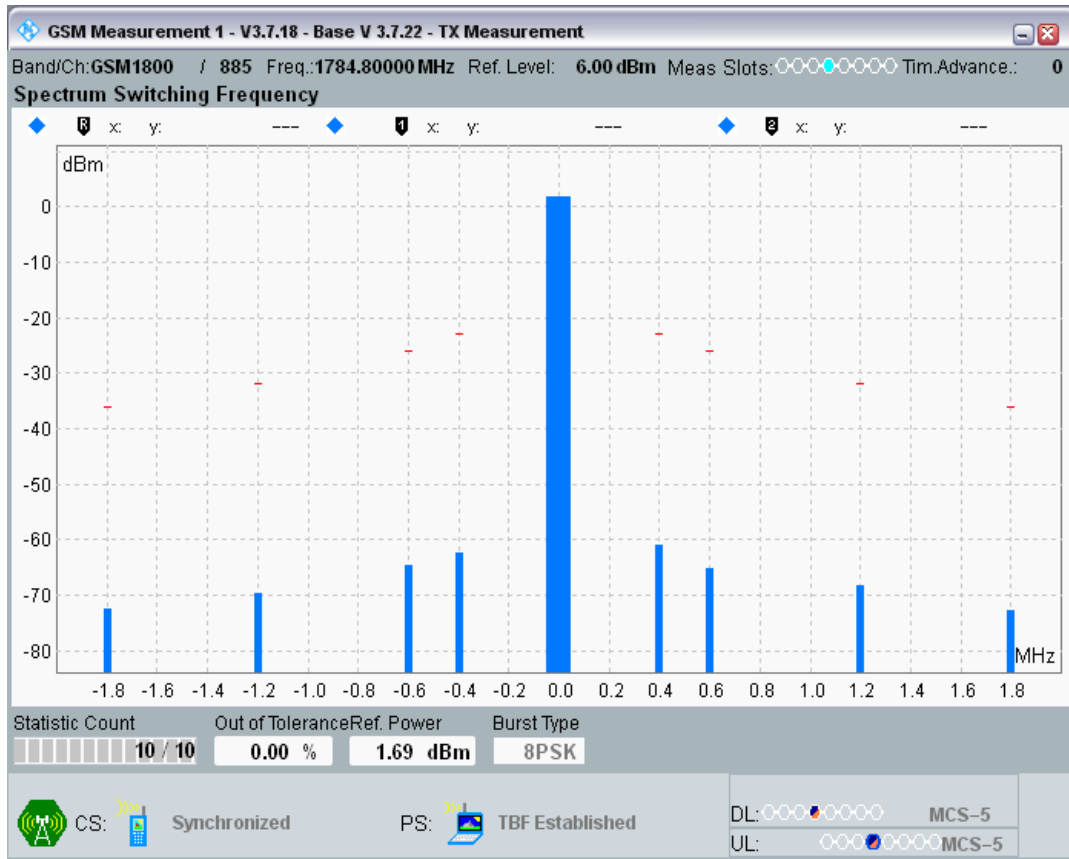 GSM Measurement 1 - V3.7.18 - Base V 3.7.22 - TX Measurement
Band/Ch:GSM1800 / 885 Freq.:1784.80000 MHz Ref. Level: 6.00 dBm Meas Slots: Tim.Advance.: 0
Spectrum Switching Frequency
R x: y: --- 1 x: y: --- 2 x: y: ---
dBm
0
-10
-20
-30
-40
-50
-60
-70
-80
MHz
-1.8 -1.6 -1.4 -1.2 -1.0 -0.8 -0.6 -0.4 -0.2 0.0 0.2 0.4 0.6 0.8 1.0 1.2 1.4 1.6 1.8
Statistic Count Out of Tolerance Ref. Power Burst Type
10 / 10 0.00 % 1.69 dBm 8PSK
CS: Synchronized PS: TBF Established
DL: MCS-5
UL: MCS-5